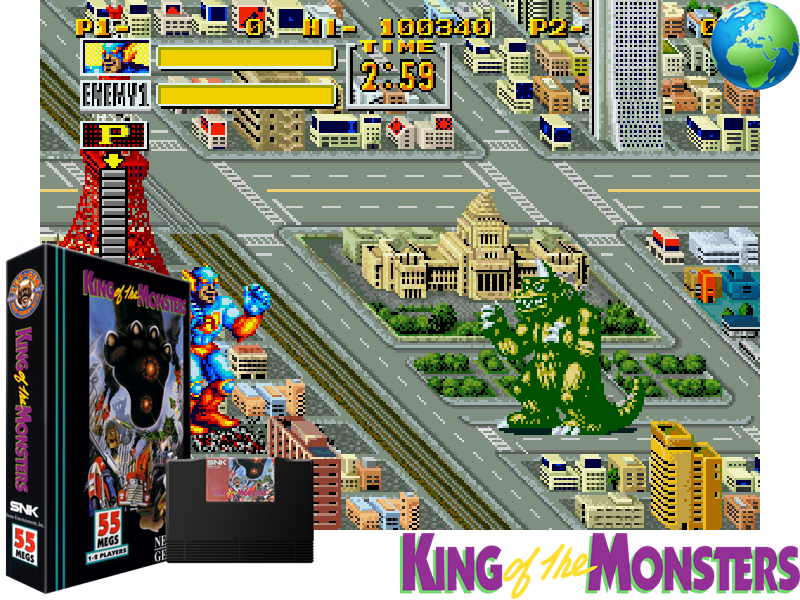 P1- 0 HI- 100340 P2- 0
TIME
2:59
ENEMY1
P
KING of the MONSTERS
KING of the MONSTERS
SNK
55
MEGS
55
MEGS
1-2 PLAYERS
SNK
KING of the MONSTERS